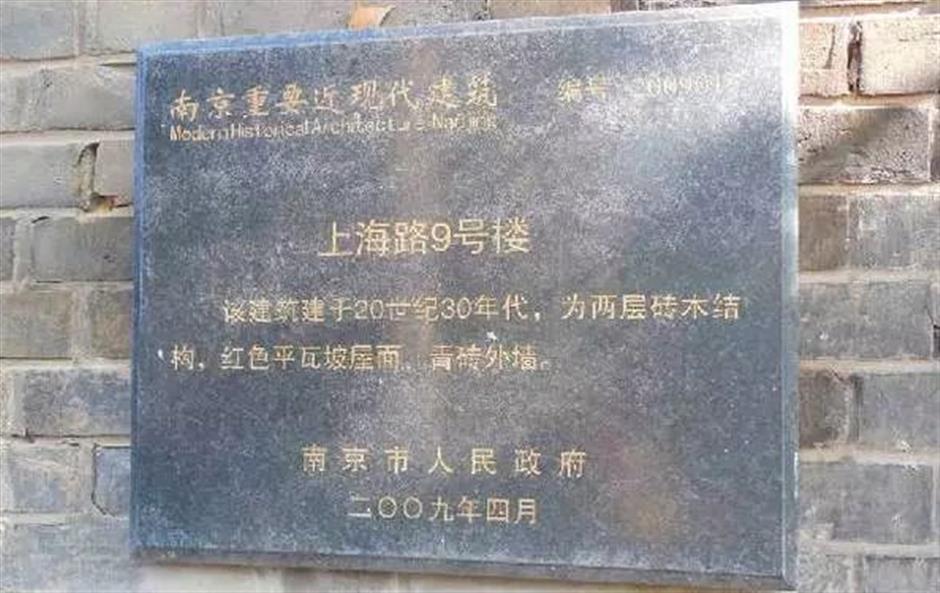 南京重要近现代建筑 编号
Modern Historical Architecture Nanjing
上海路9号楼
该建筑建于20世纪30年代，为两层砖木结
构，红色平瓦坡屋面，青砖外墙。
南京市人民政府
二〇〇九年四月